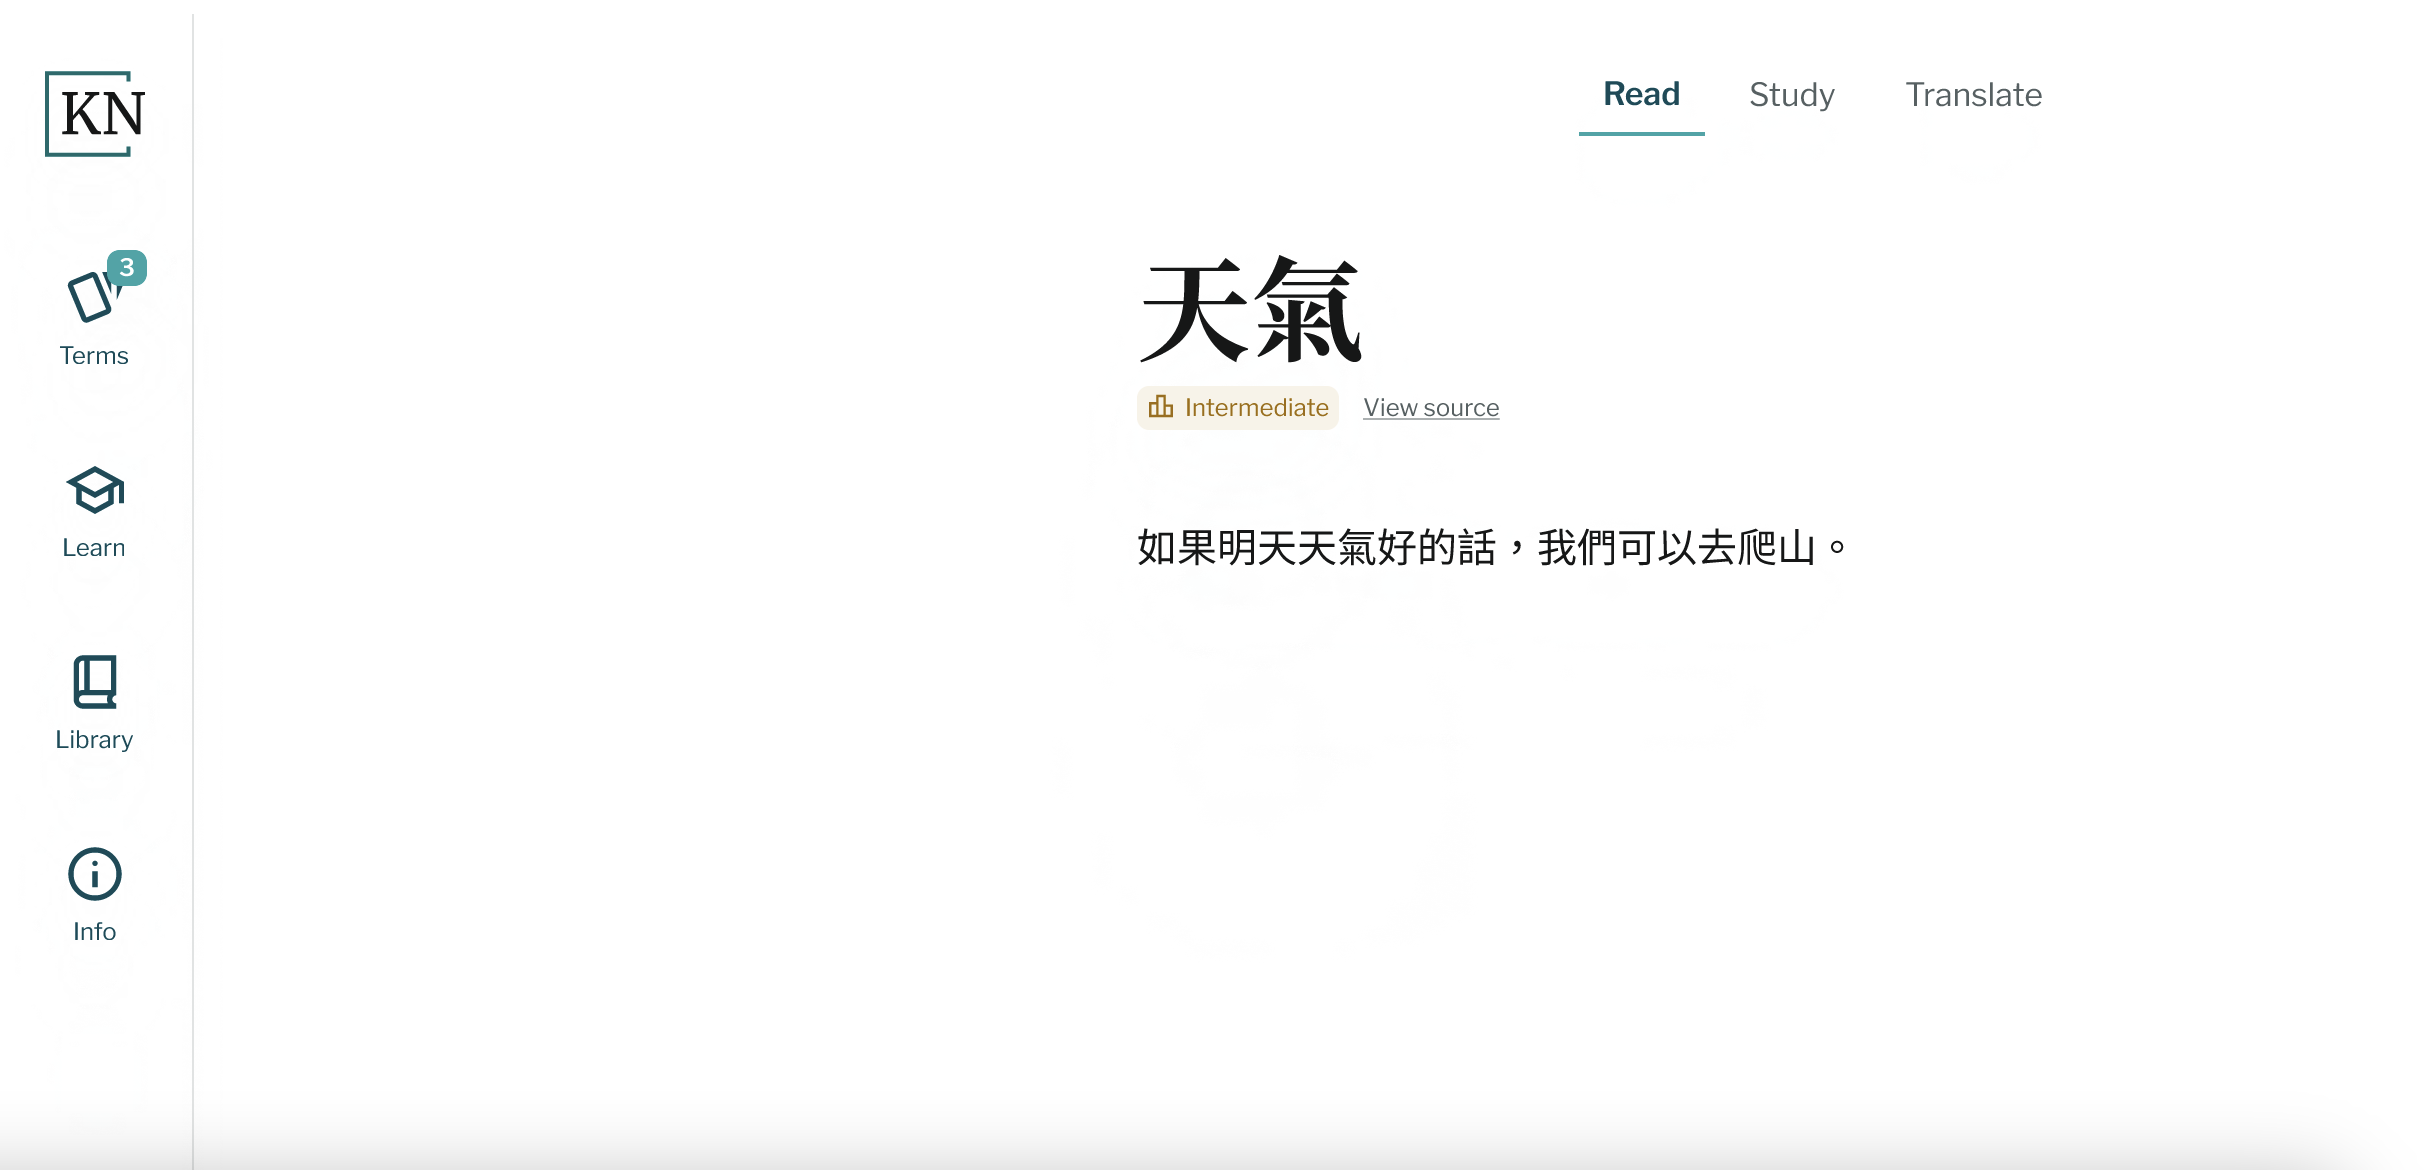 KN
3
Terms
Learn
Library
Info
Read Study Translate
天氣
Intermediate View source
如果明天天氣好的話，我們可以去爬山。